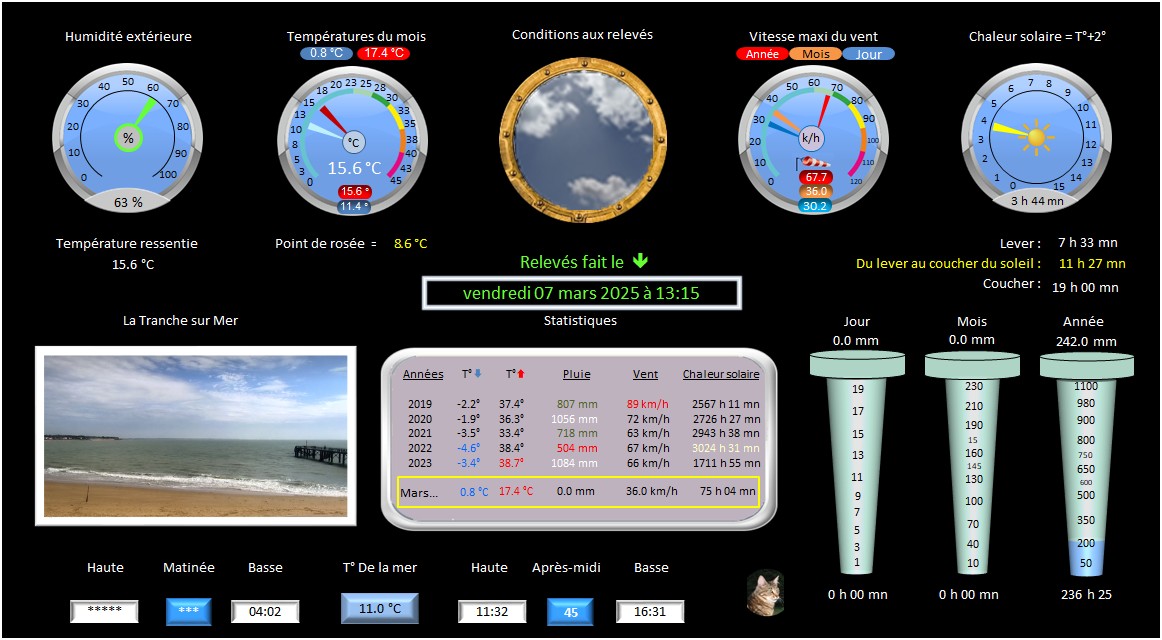 Humidité extérieure
Températures du mois
Conditions aux relevés
Vitesse maxi du vent
Chaleur solaire = T°+2°
0.8 °C 17.4 °C
Année Mois Jour
0 10 20 30 40 50 60 70 80 90 100
%
63 %
0 3 5 8 10 13 15 18 20 23 25 28 30 33 35 38 40 43 45
°C
15.6 °C
15.6 °
11.4 °
0 10 20 30 40 50 60 70 80 90 100 110 120
k/h
67.7
36.0
30.2
0 1 2 3 4 5 6 7 8 9 10 11 12 13 14 15
3 h 44 mn
Température ressentie
15.6 °C
Point de rosée = 8.6 °C
Lever : 7 h 33 mn
Du lever au coucher du soleil : 11 h 27 mn
Coucher : 19 h 00 mn
Relevés fait le
vendredi 07 mars 2025 à 13:15
La Tranche sur Mer
Statistiques
Années T° T° Pluie Vent Chaleur solaire
2019 -2.2° 37.4° 807 mm 89 km/h 2567 h 11 mn
2020 -1.9° 36.3° 1056 mm 72 km/h 2726 h 27 mn
2021 -3.5° 33.4° 718 mm 63 km/h 2943 h 38 mn
2022 -4.6° 38.4° 504 mm 67 km/h 3024 h 31 mn
2023 -3.4° 38.7° 1084 mm 66 km/h 1711 h 55 mn
Mars... 0.8 °C 17.4 °C 0.0 mm 36.0 km/h 75 h 04 mn
Jour
0.0 mm
19
17
15
13
11
9
7
5
3
1
0 h 00 mn
Mois
0.0 mm
230
210
190
15
160
145
130
100
70
40
10
0 h 00 mn
Année
242.0 mm
1100
980
900
800
750
650
600
500
350
200
50
236 h 25
Haute Matinée Basse T° De la mer Haute Après-midi Basse
***** *** 04:02 11.0 °C 11:32 45 16:31